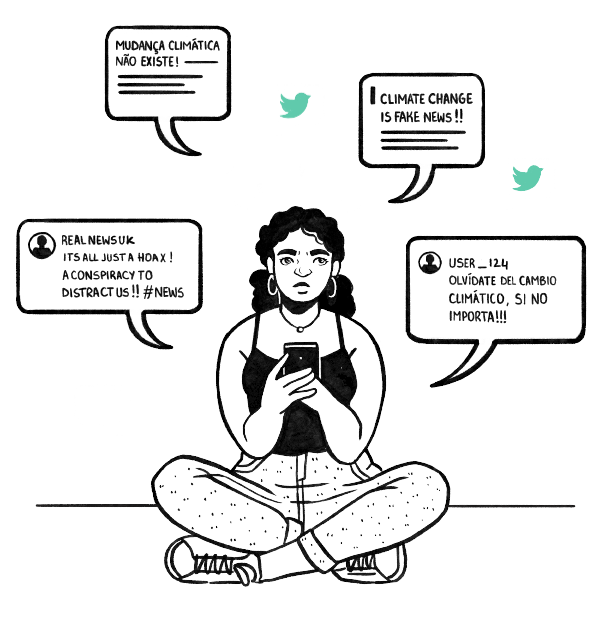 MUDANÇA CLIMÁTICA
NÃO EXISTE!
CLIMATE CHANGE
IS FAKE NEWS!!
REALNEWSUK
ITS ALL JUST A HOAX!
A CONSPIRACY TO
DISTRACT US!! #NEWS
USER_124
OLVÍDATE DEL CAMBIO
CLIMÁTICO, SI NO
IMPORTA!!!